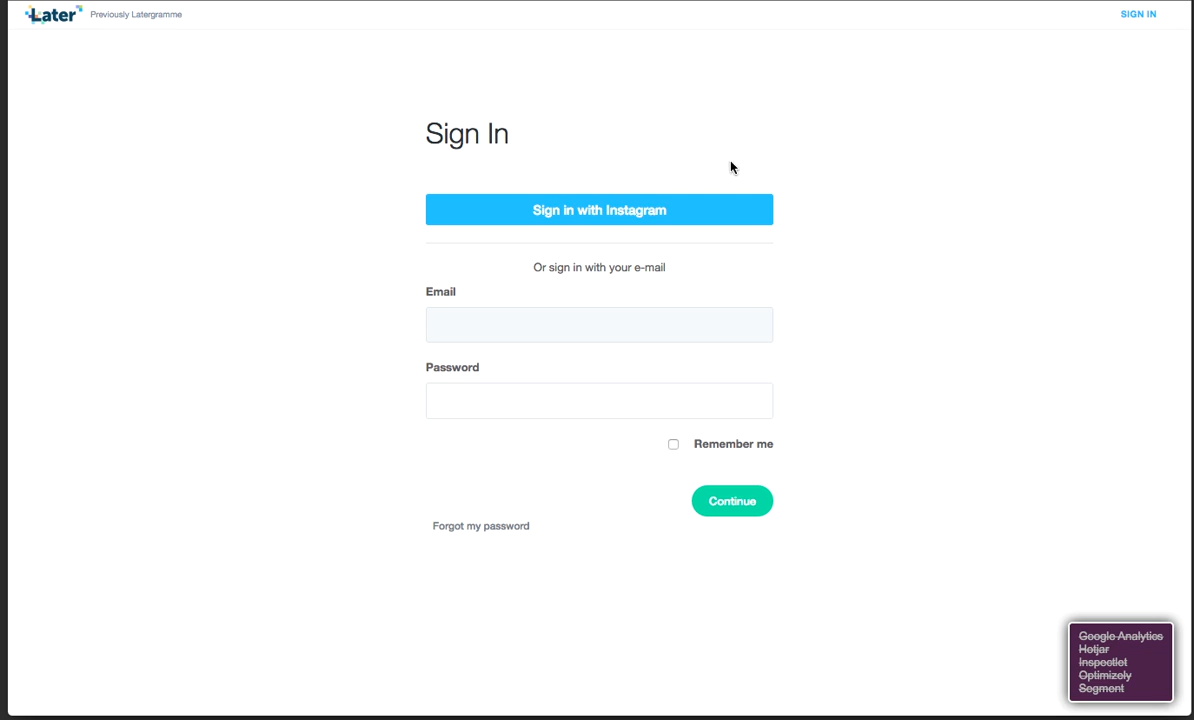 Later Previously Latergramme
SIGN IN
Sign In
Sign in with Instagram
Or sign in with your e-mail
Email
Password
Remember me
Continue
Forgot my password
Google Analytics
Hotjar
Inspectlet
Optimizely
Segment